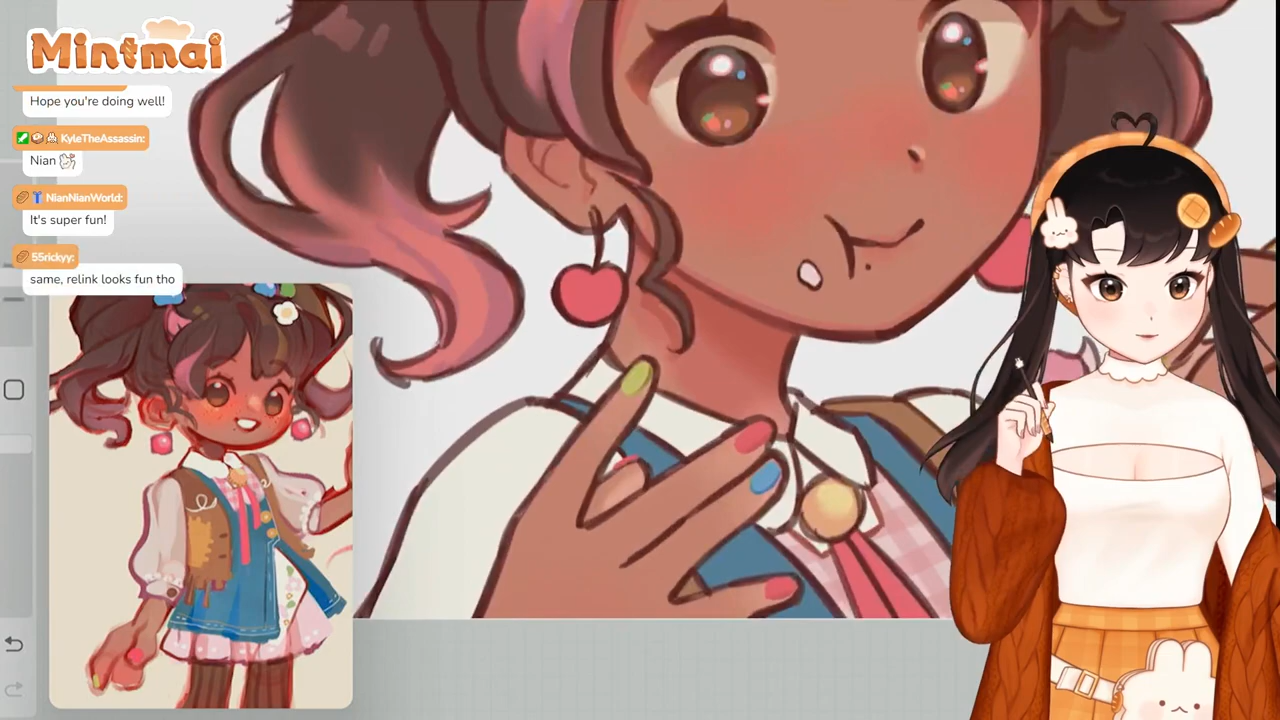 Mintmai
Hope you're doing well!
KyleTheAssassin:
Nian
NianNianWorld:
It's super fun!
55rickyy:
same, relink looks fun tho